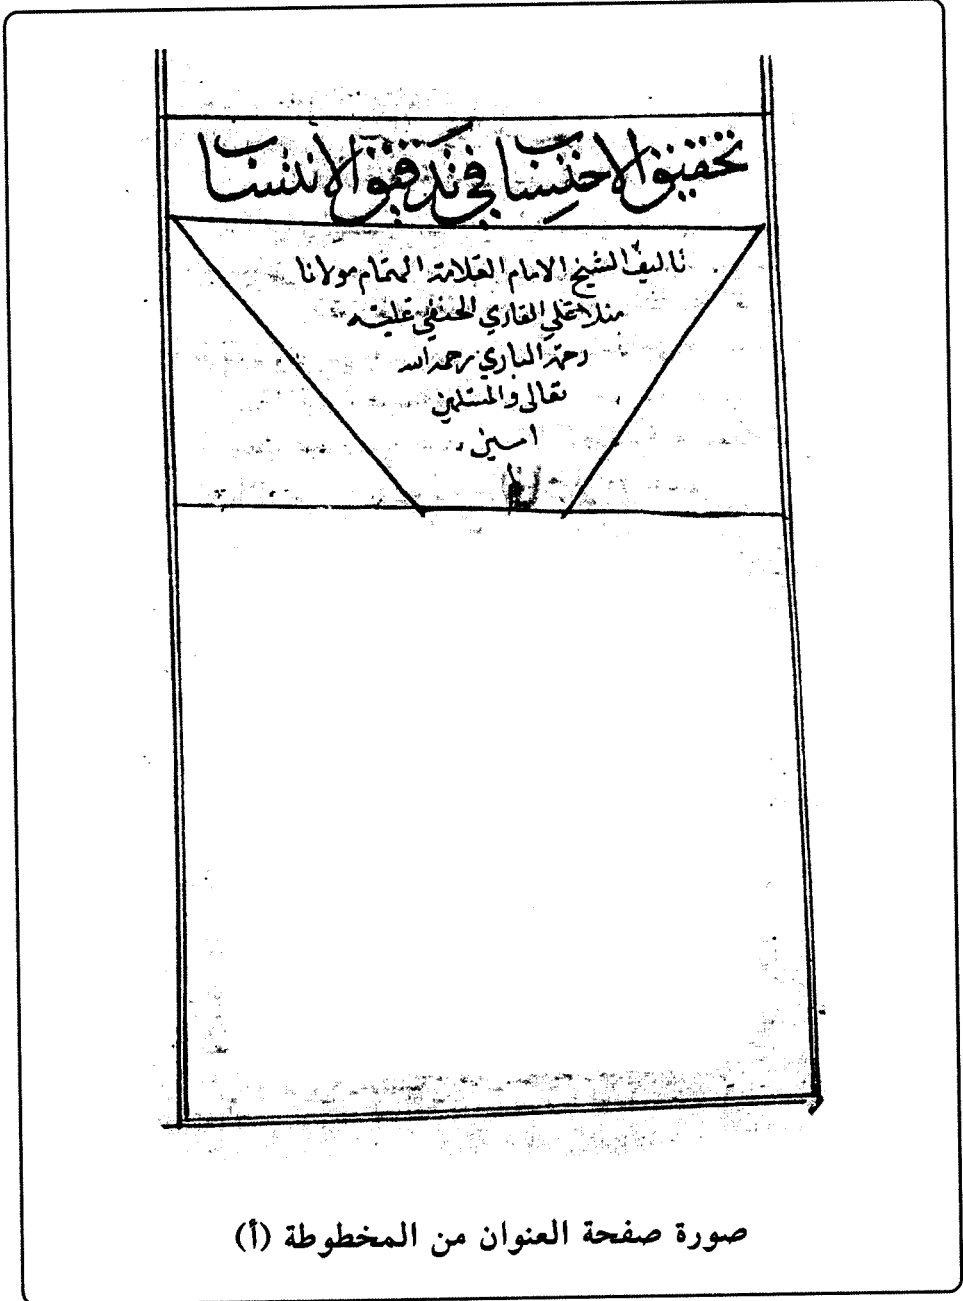 تحقيق الاحتساب في تدقيق الانتساب
تأليف الشيخ الامام العلامة الهمام مولانا
منلا علي القاري الحنفي عليه
رحمة الباري رحمه الله
تعالى والمسلمين
امين
صورة صفحة العنوان من المخطوطة (أ)